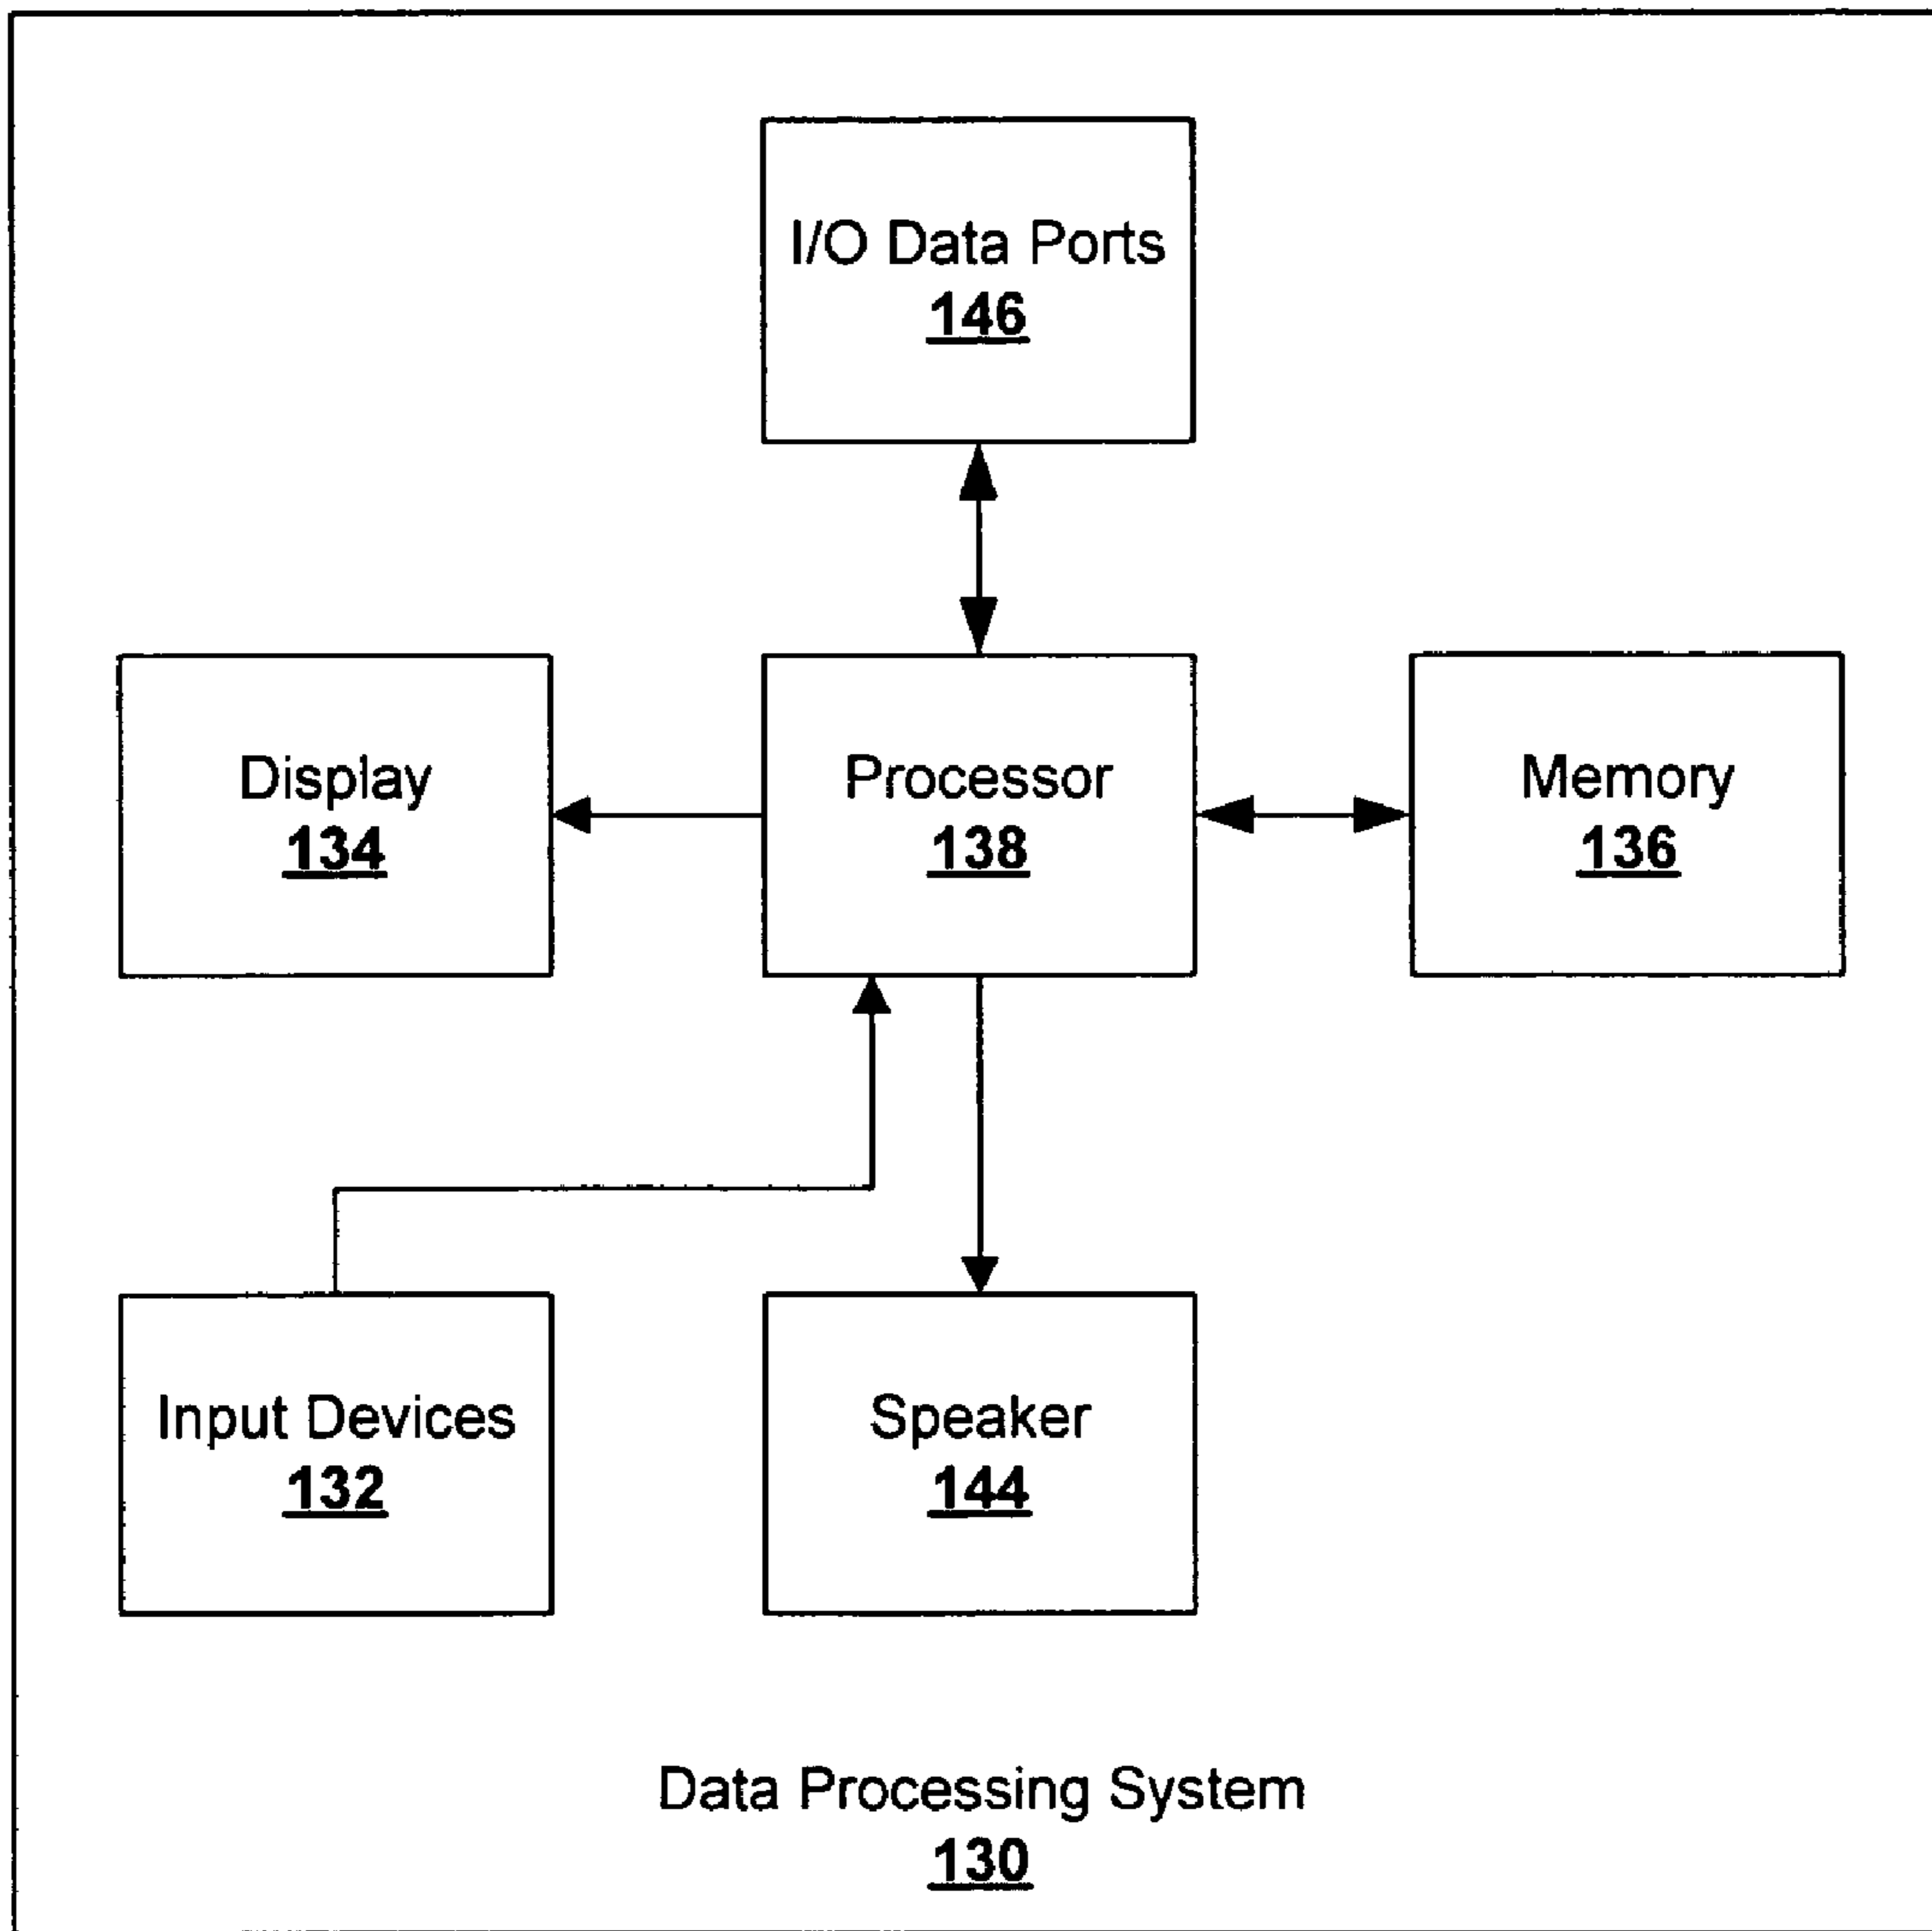 I/O Data Ports
146
Display
134
Processor
138
Memory
136
Input Devices
132
Speaker
144
Data Processing System
130